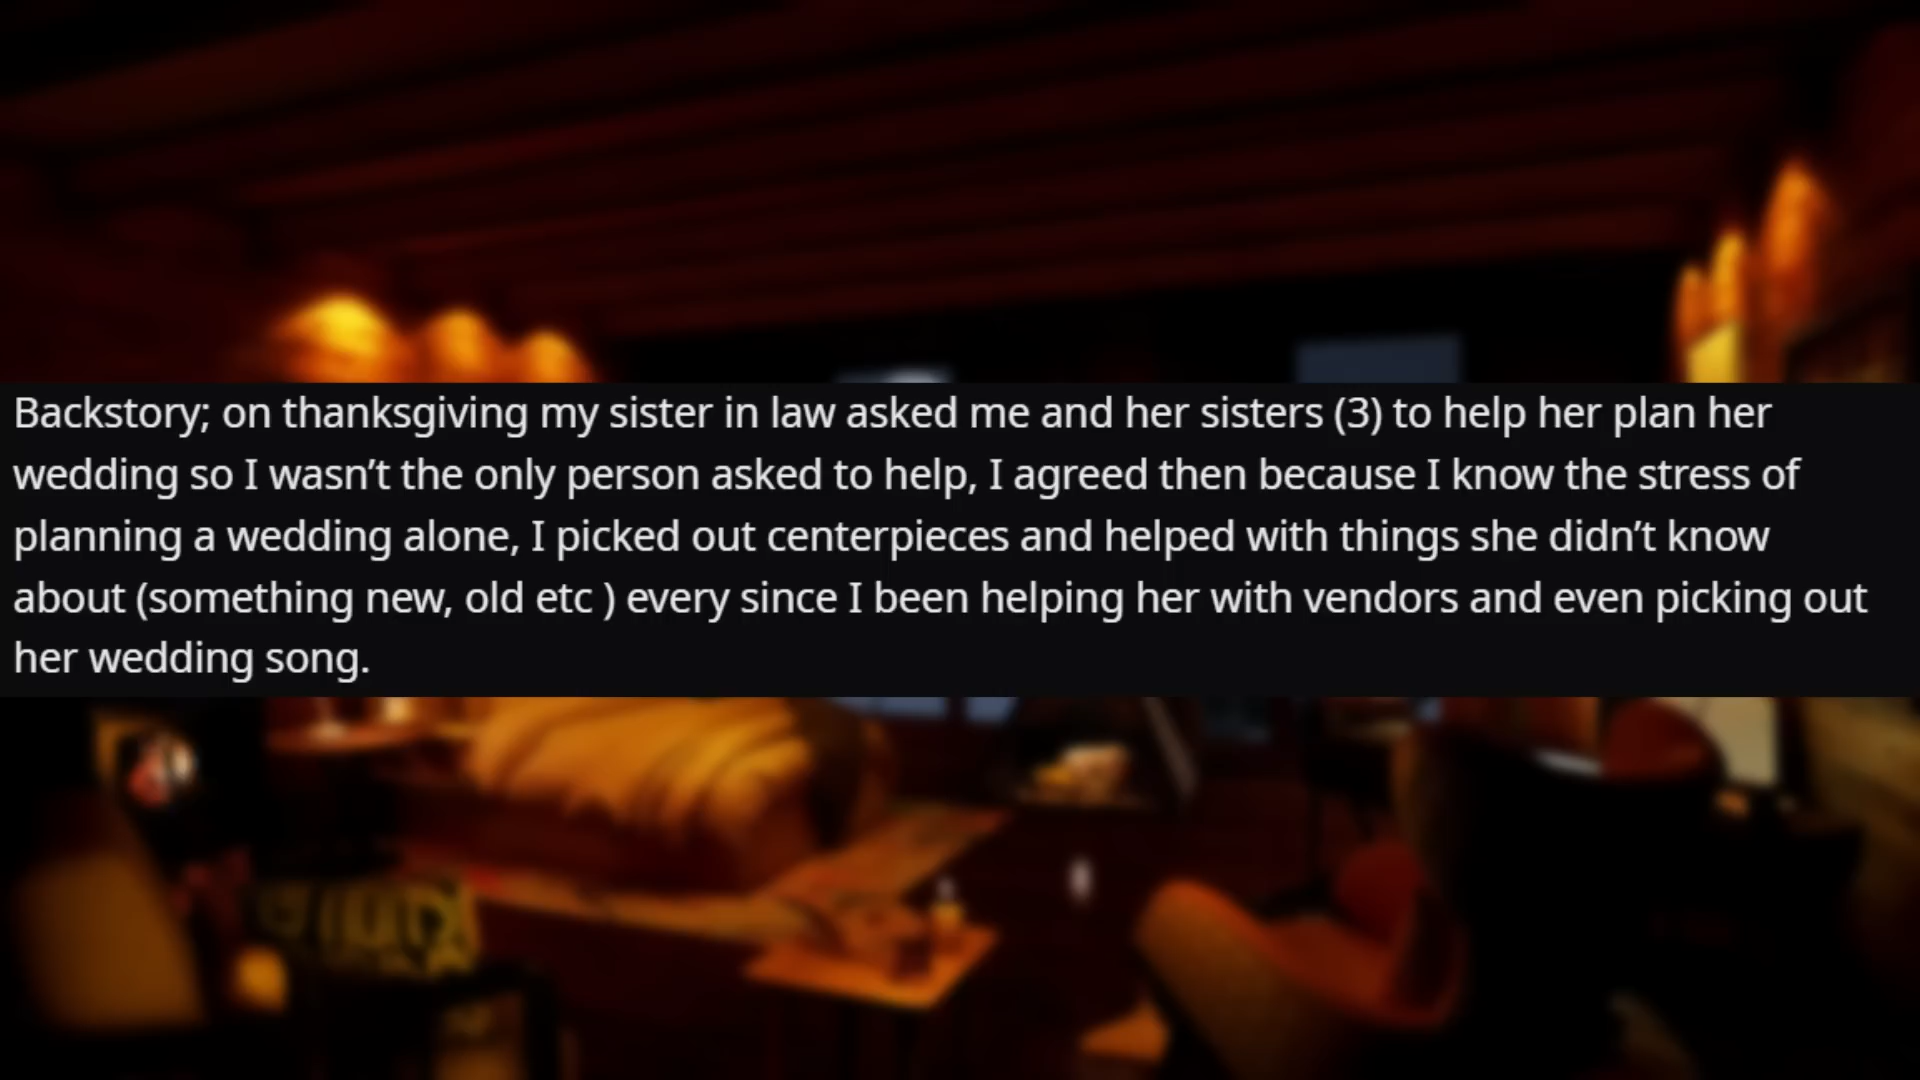 Backstory; on thanksgiving my sister in law asked me and her sisters (3) to help her plan her
wedding so I wasn’t the only person asked to help, I agreed then because I know the stress of
planning a wedding alone, I picked out centerpieces and helped with things she didn’t know
about (something new, old etc ) every since I been helping her with vendors and even picking out
her wedding song.